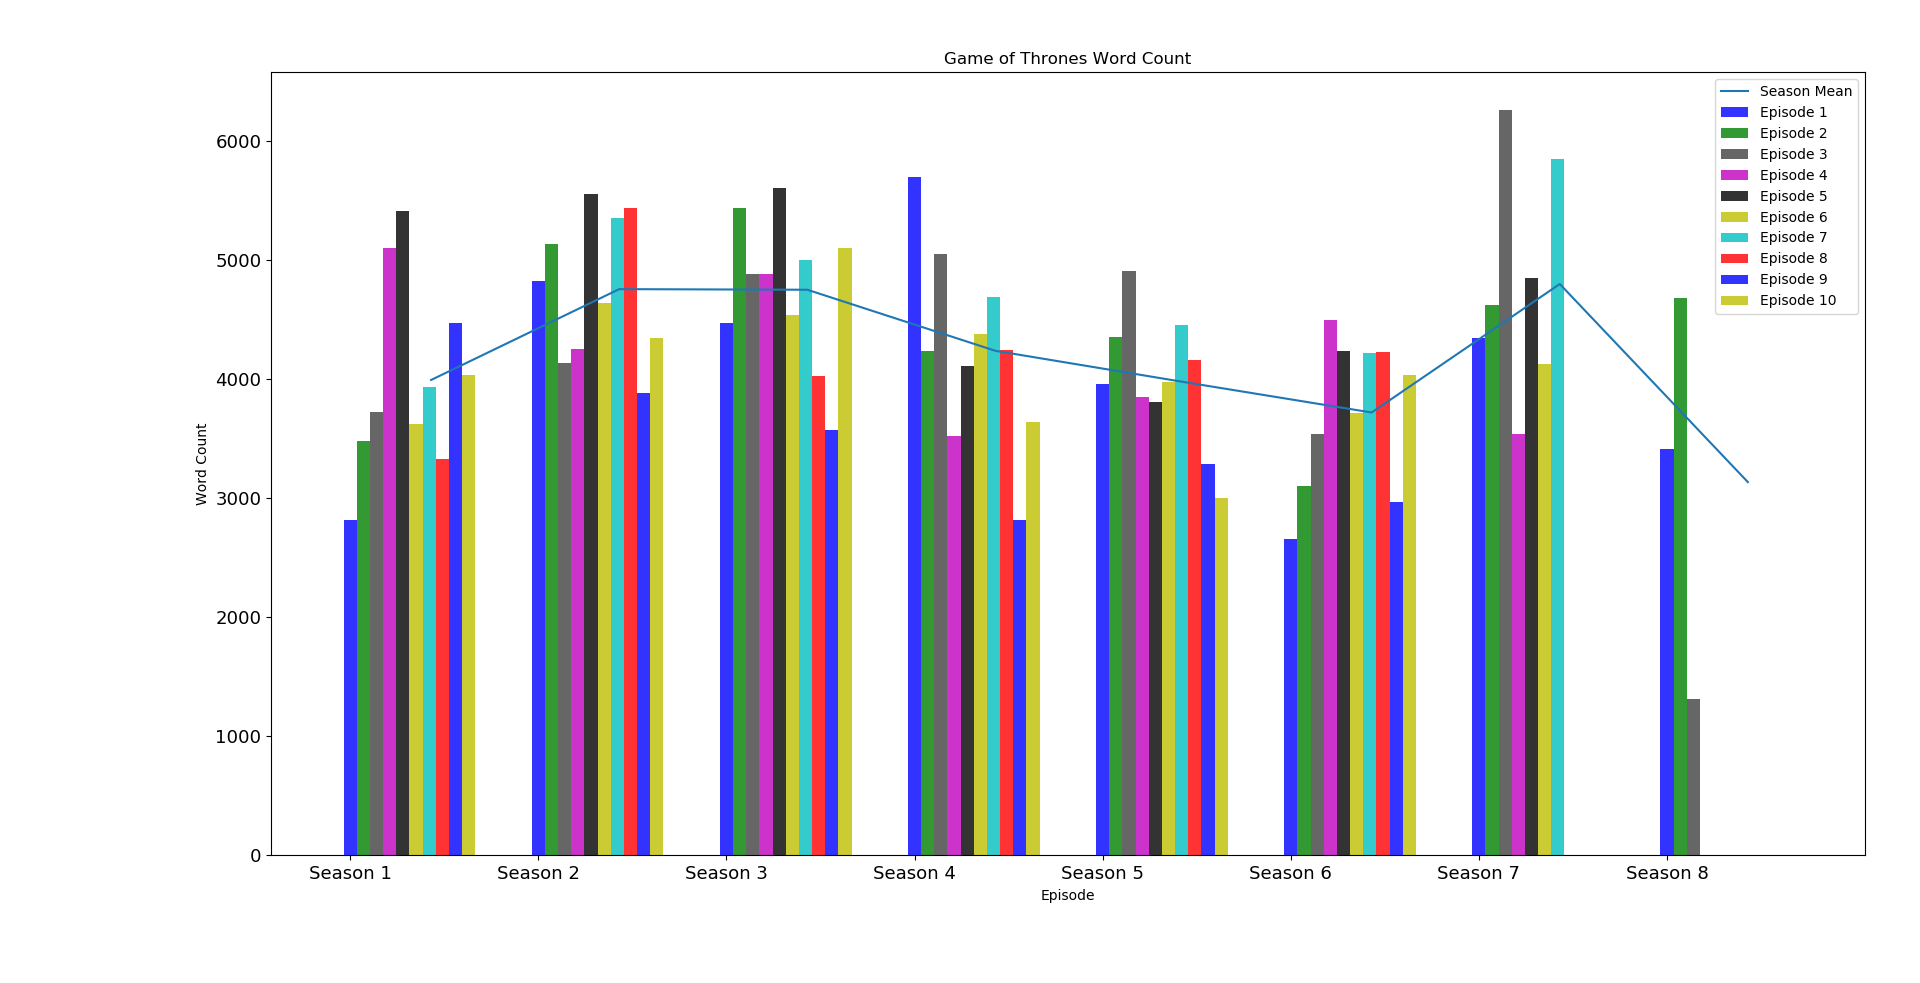 Game of Thrones Word Count
Season Mean
Episode 1
Episode 2
Episode 3
Episode 4
Episode 5
Episode 6
Episode 7
Episode 8
Episode 9
Episode 10
6000
5000
4000
3000
2000
1000
0
Word Count
Season 1 Season 2 Season 3 Season 4 Season 5 Season 6 Season 7 Season 8
Episode